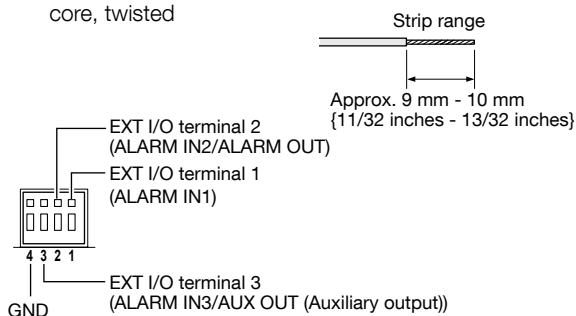 core, twisted
Strip range
Approx. 9 mm - 10 mm
{11/32 inches - 13/32 inches}
EXT I/O terminal 2
(ALARM IN2/ALARM OUT)
EXT I/O terminal 1
(ALARM IN1)
4 3 2 1
EXT I/O terminal 3
(ALARM IN3/AUX OUT (Auxiliary output))
GND